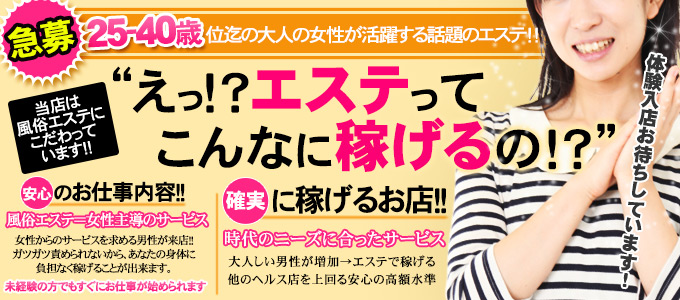 急募
25-40歳位迄の大人の女性が活躍する話題のエステ!!
当店は
風俗エステに
こだわって
います!!
“えっ!?エステって
こんなに稼げるの!?”
体験入店お待ちしています!
安心のお仕事内容!!
風俗エステ=女性主導のサービス
女性からのサービスを求める男性が来店!!
ガツガツ責められないから、あなたの身体に
負担なく稼げることが出来ます。
未経験の方でもすぐにお仕事が始められます
確実に稼げるお店!!
時代のニーズに合ったサービス
大人しい男性が増加→エステで稼げる
他のヘルス店を上回る安心の高額水準